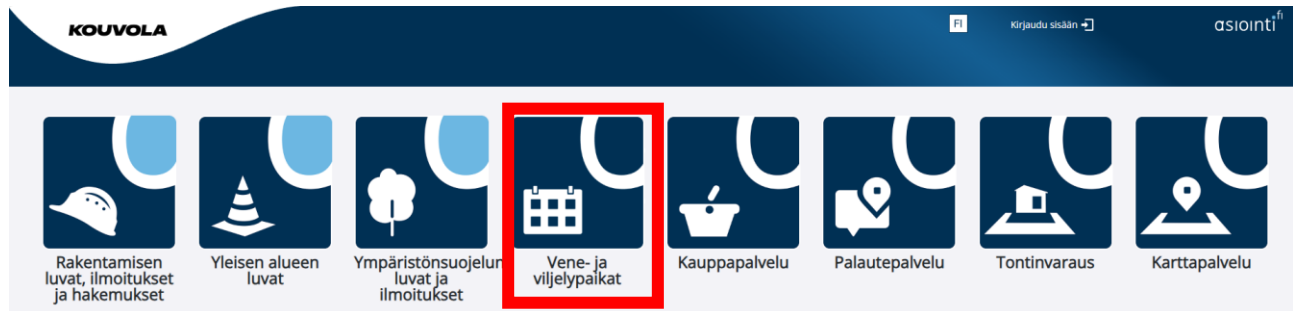 KOUVOLA
FI
Kirjaudu sisään
asiointi fi
Rakentamisen
luvat, ilmoitukset
ja hakemukset
Yleisen alueen
luvat
Ympäristönsuojelun
luvat ja
ilmoitukset
Vene- ja
viljelypaikat
Kauppapalvelu
Palautepalvelu
Tontinvaraus
Karttapalvelu